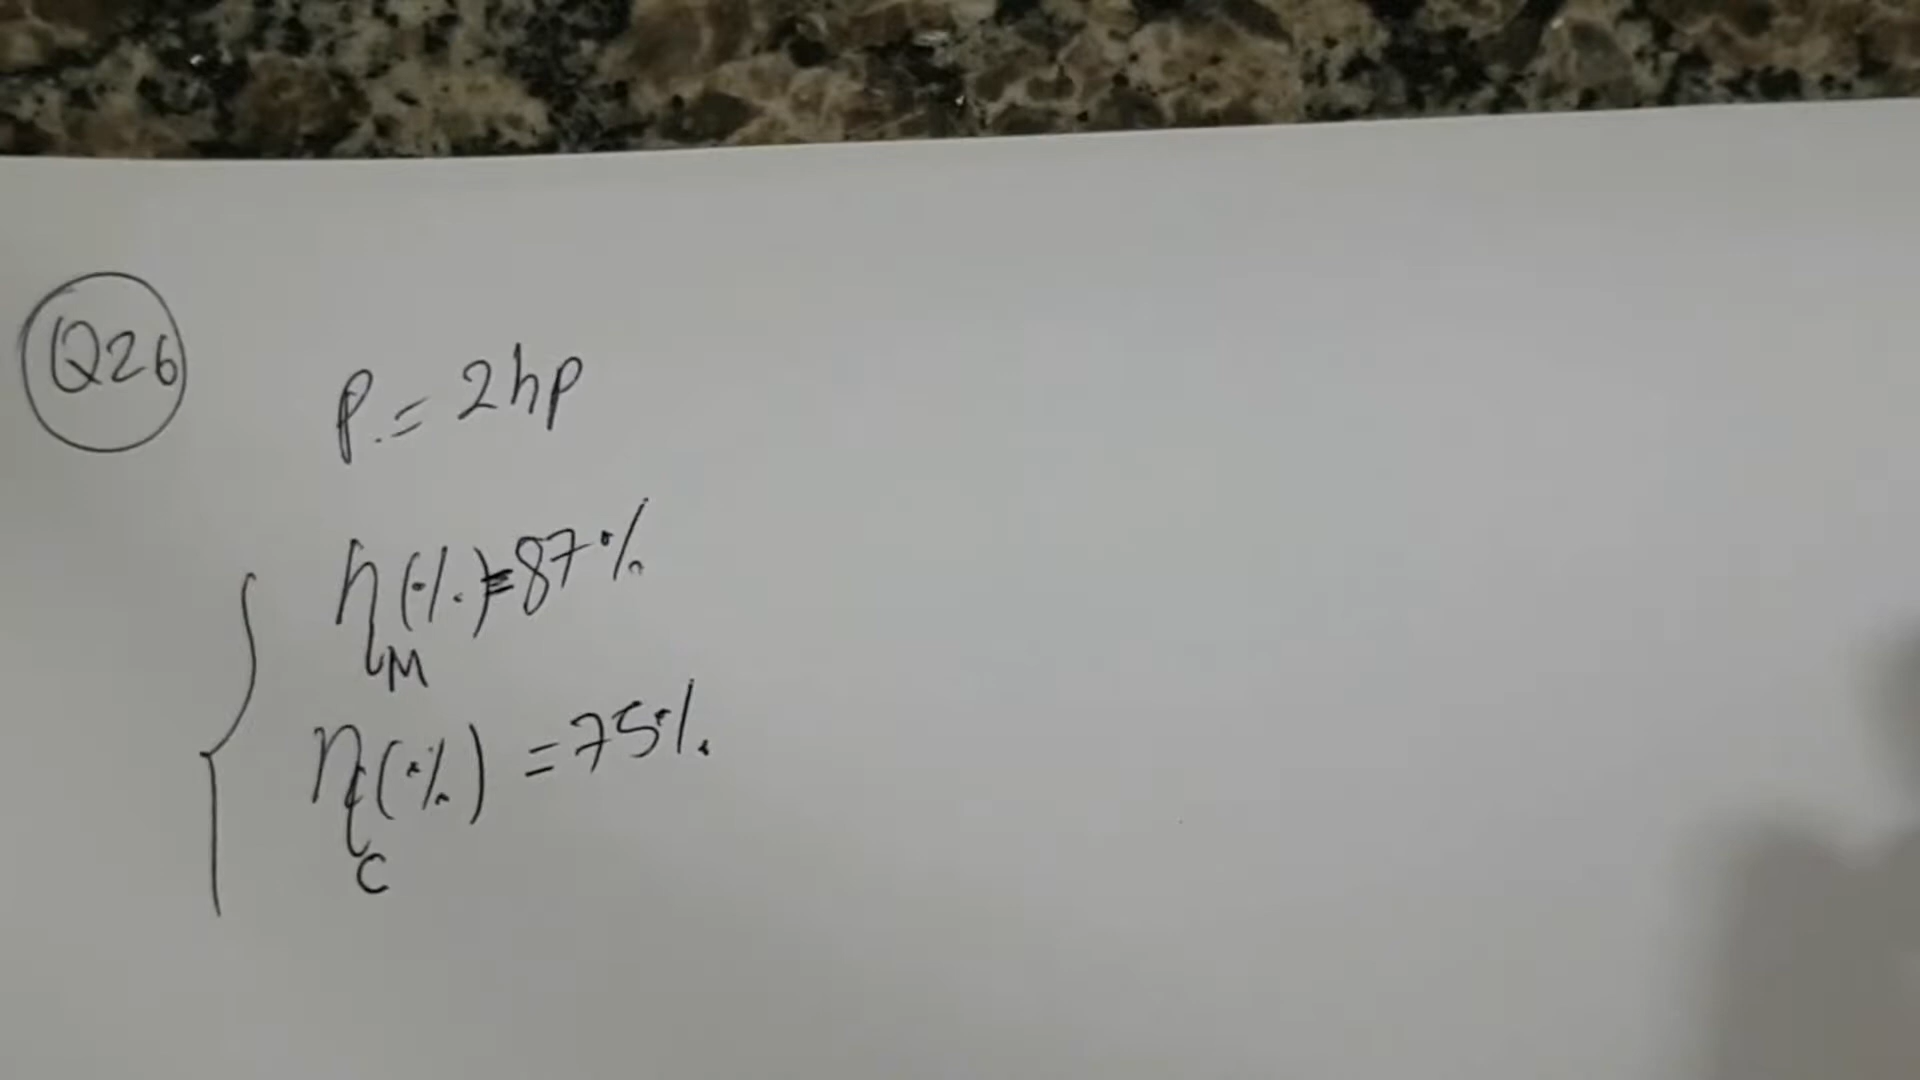 Q26
P. = 2hp
η(%)=87%
M
η(%) = 75%
C